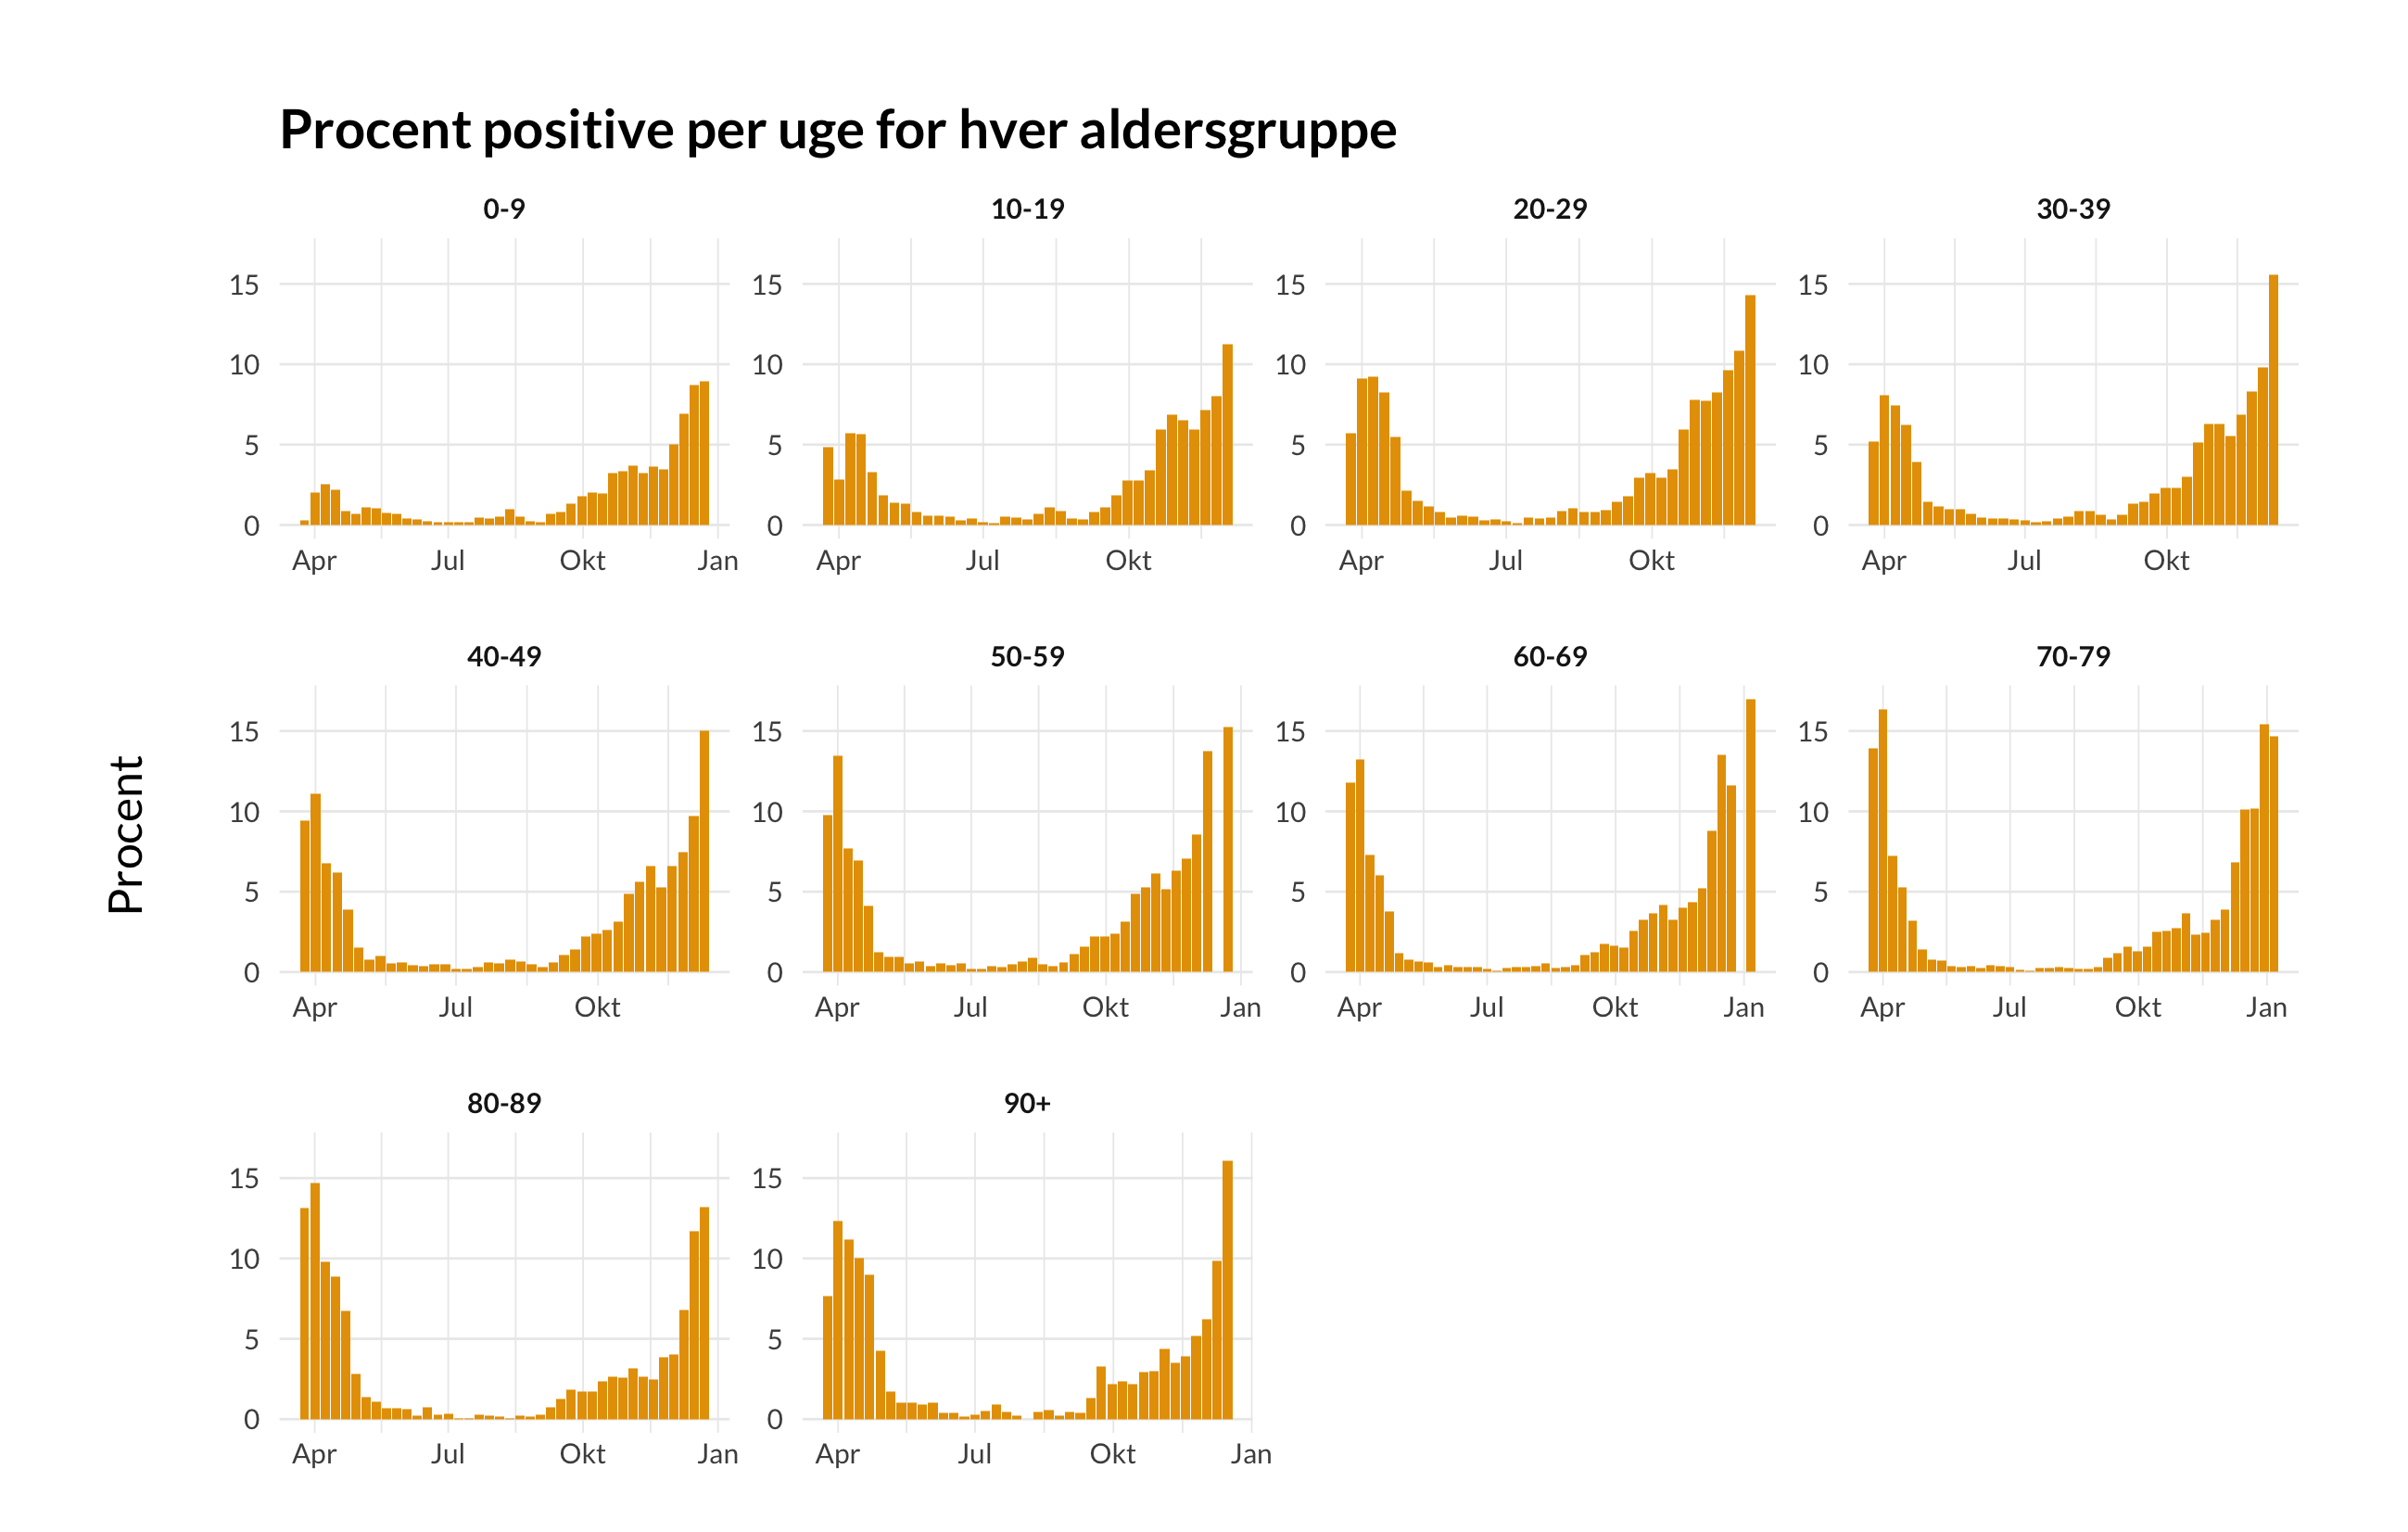 Procent positive per uge for hver aldersgruppe
0-9 10-19 20-29 30-39
15 15 15 15
10 10 10 10
5 5 5 5
0 0 0 0
Apr Jul Okt Jan Apr Jul Okt Apr Jul Okt Apr Jul Okt
40-49 50-59 60-69 70-79
Procent
15 15 15 15
10 10 10 10
5 5 5 5
0 0 0 0
Apr Jul Okt Apr Jul Okt Jan Apr Jul Okt Jan Apr Jul Okt Jan
80-89 90+
15 15
10 10
5 5
0 0
Apr Jul Okt Jan Apr Jul Okt Jan